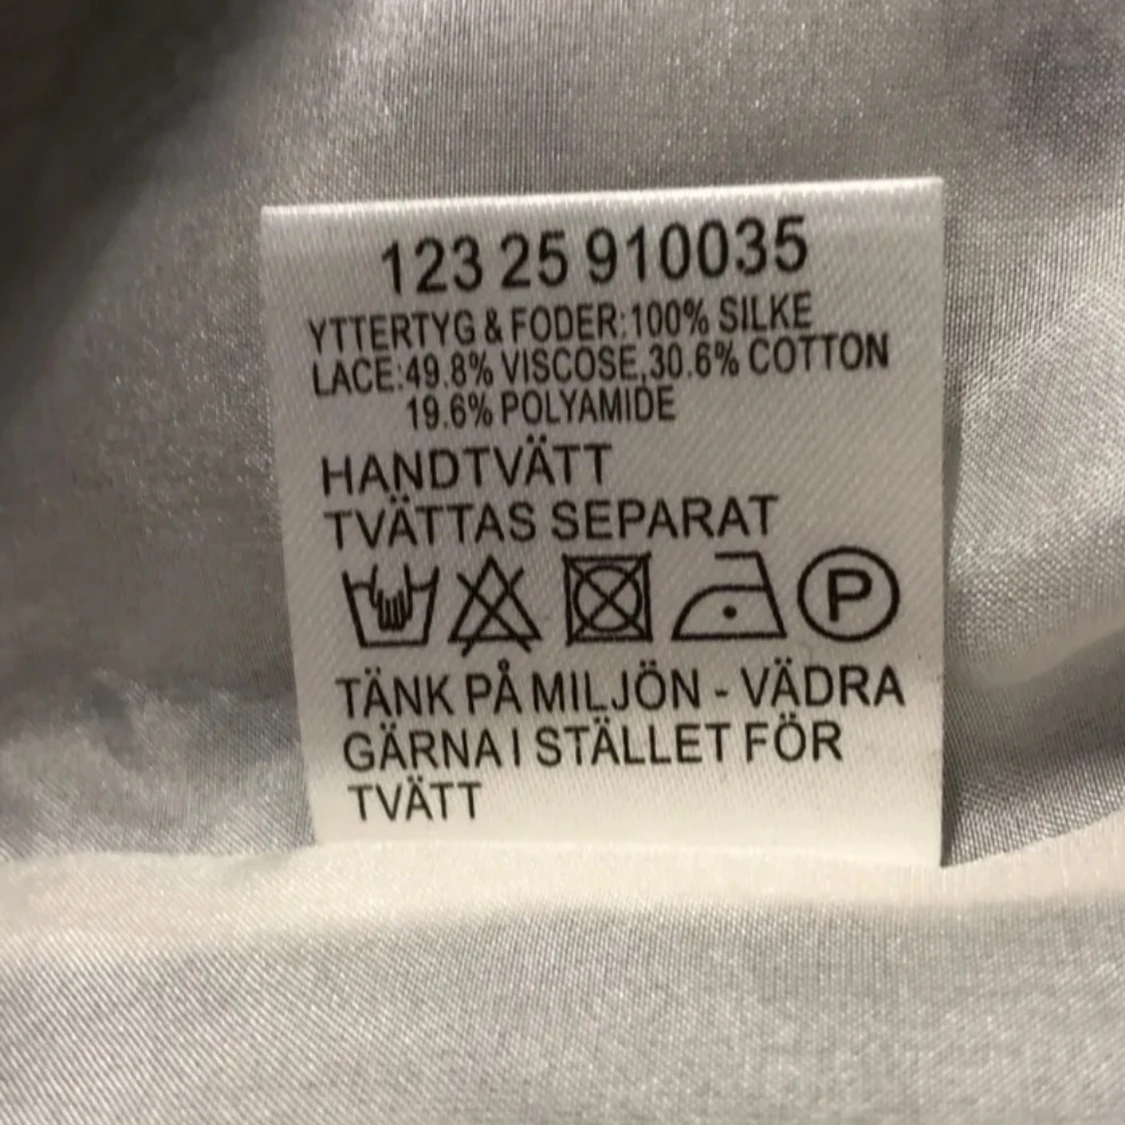 123 25 910035
YTTERTYG & FODER:100% SILKE
LACE:49.8% VISCOSE,30.6% COTTON
19.6% POLYAMIDE
HANDTVÄTT
TVÄTTAS SEPARAT
P
TÄNK PÅ MILJÖN - VÄDRA
GÄRNA I STÄLLET FÖR
TVÄTT